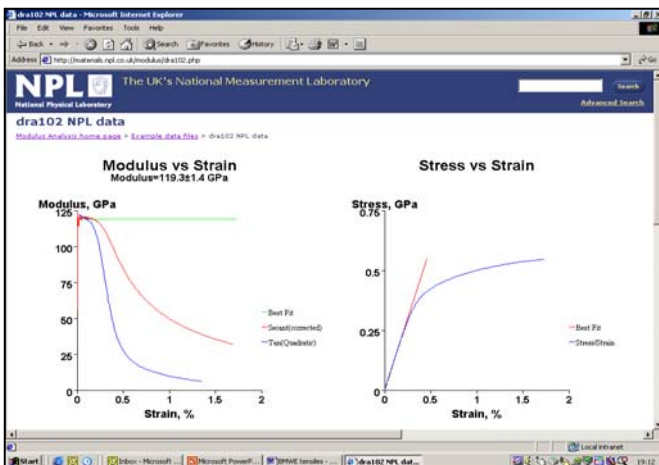 dra102 NPL data - Microsoft Internet Explorer
File Edit View Favorites Tools Help
Back Search Favorites History
Address http://materials.npl.co.uk/modulus/dra102.php Go
NPL The UK's National Measurement Laboratory
National Physical Laboratory
Search
Advanced Search
dra102 NPL data
Modulus Analysis home page > Example data files > dra102 NPL data
Modulus vs Strain
Modulus=119.3±1.4 GPa
Modulus, GPa
125
100
75
50
25
0
0 0.5 1 1.5 2
Strain, %
Best Fit
Secant(corrected)
Tan(Quadratic)
Stress vs Strain
Stress, GPa
0.75
0.5
0.25
0
0 0.5 1 1.5 2
Strain, %
Best Fit
Stress/Strain
Local intranet
Start Inbox - Microsoft ... Microsoft PowerP... BMWE tensiles - ... dra102 NPL dat... 19:12